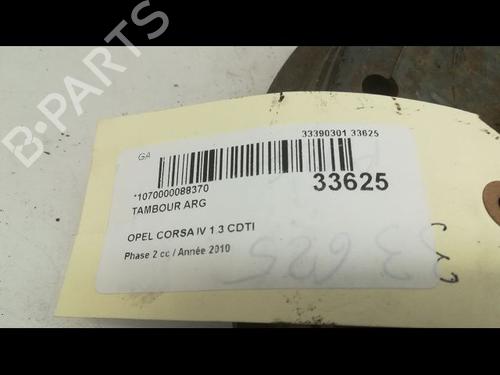 B-PARTS
GA
33390301 33625
*1070000088370
33625
TAMBOUR ARG
OPEL CORSA IV 1.3 CDTI
Phase 2 cc / Année 2010
33625